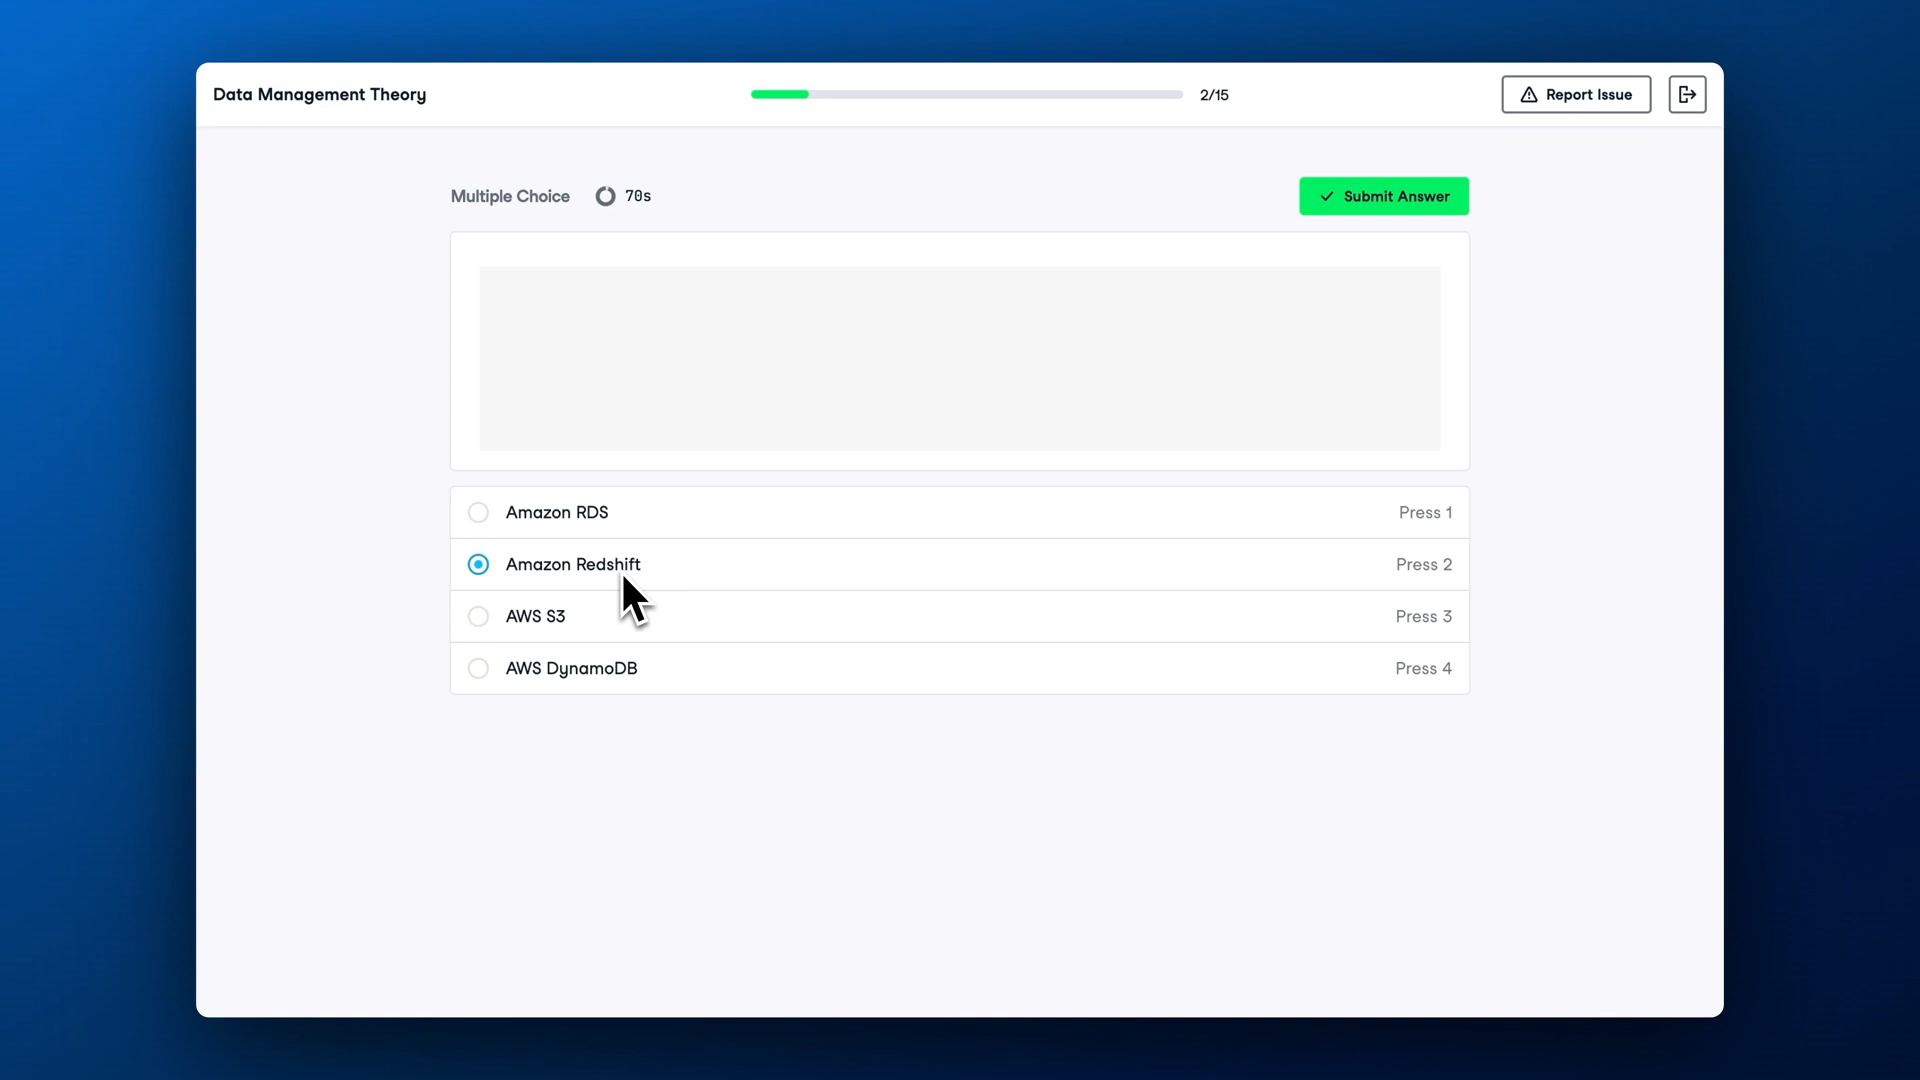 Data Management Theory
2/15
Report Issue
Multiple Choice
70s
Submit Answer
Amazon RDS
Press 1
Amazon Redshift
Press 2
AWS S3
Press 3
AWS DynamoDB
Press 4